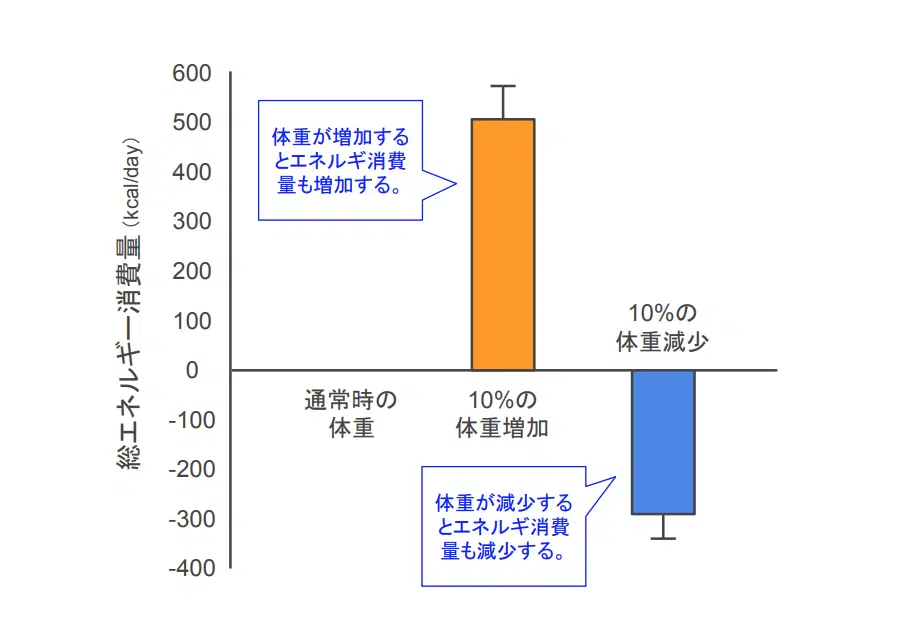 総エネルギー消費量（kcal/day）
600
500
400
300
200
100
0
-100
-200
-300
-400
体重が増加する
とエネルギ消費
量も増加する。
通常時の
体重
10%の
体重増加
10%の
体重減少
体重が減少する
とエネルギ消費
量も減少する。